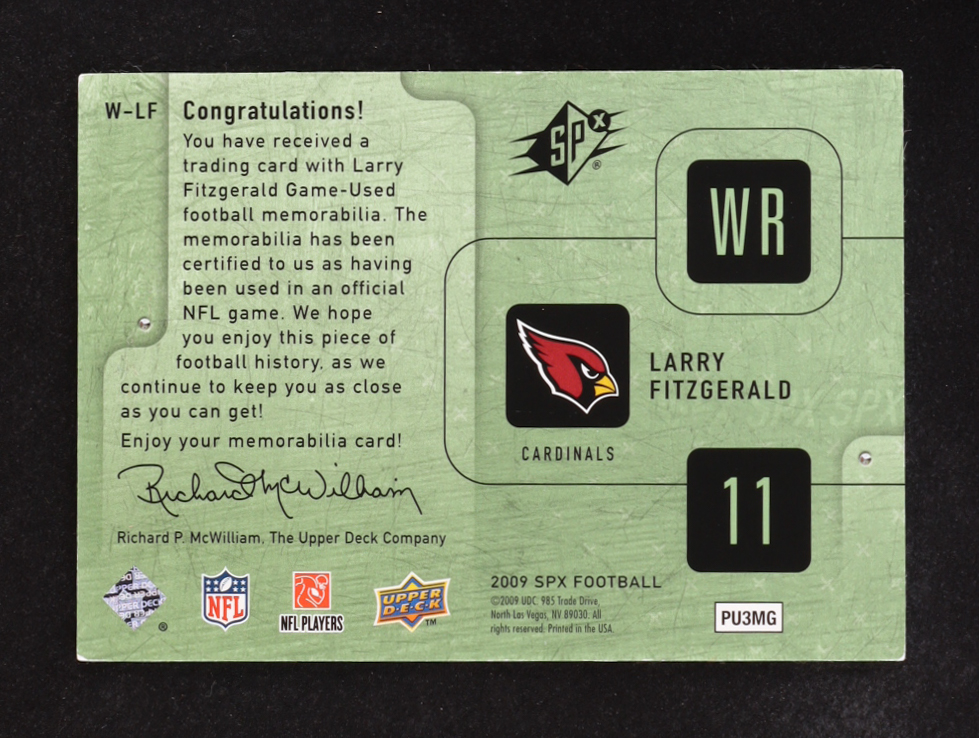 W-LF
Congratulations!
You have received a
trading card with Larry
Fitzgerald Game-Used
football memorabilia. The
memorabilia has been
certified to us as having
been used in an official
NFL game. We hope
you enjoy this piece of
football history, as we
continue to keep you as close
as you can get!
Enjoy your memorabilia card!
Richard McWilliam
Richard P. McWilliam, The Upper Deck Company
UPPER DECK
®
NFL
NFL PLAYERS
UPPER
D·E·C·K
TM
SPX
®
WR
LARRY
FITZGERALD
CARDINALS
SPX
11
2009 SPX FOOTBALL
©2009 UDC. 985 Trade Drive,
North Las Vegas, NV 89030. All
rights reserved. Printed in the USA.
PU3MG